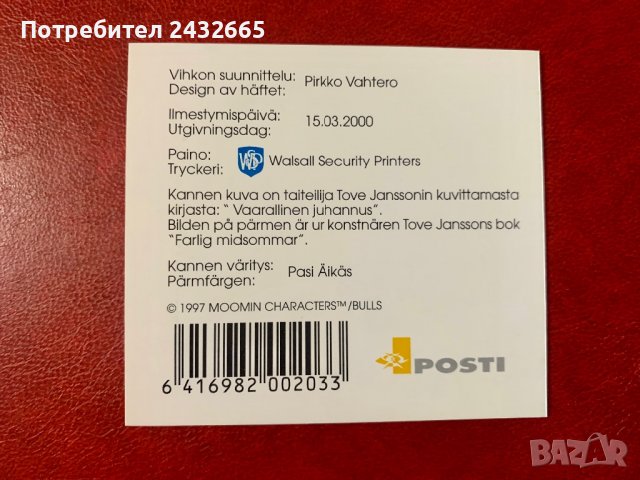 Потребител 2432665
Vihkon suunnittelu: Pirkko Vahtero
Design av häftet:
Ilmestymispäivä: 15.03.2000
Utgivningsdag:
Paino: WSP Walsall Security Printers
Tryckeri:
Kannen kuva on taiteilija Tove Janssonin kuvittamasta
kirjasta: “ Vaarallinen juhannus”.
Bilden på pärmen är ur konstnären Tove Janssons bok
“Farlig midsommar”.
Kannen väritys: Pasi Äikäs
Pärmfärgen:
© 1997 MOOMIN CHARACTERS™/BULLS
6 416982 002033
POSTI
BAZAR